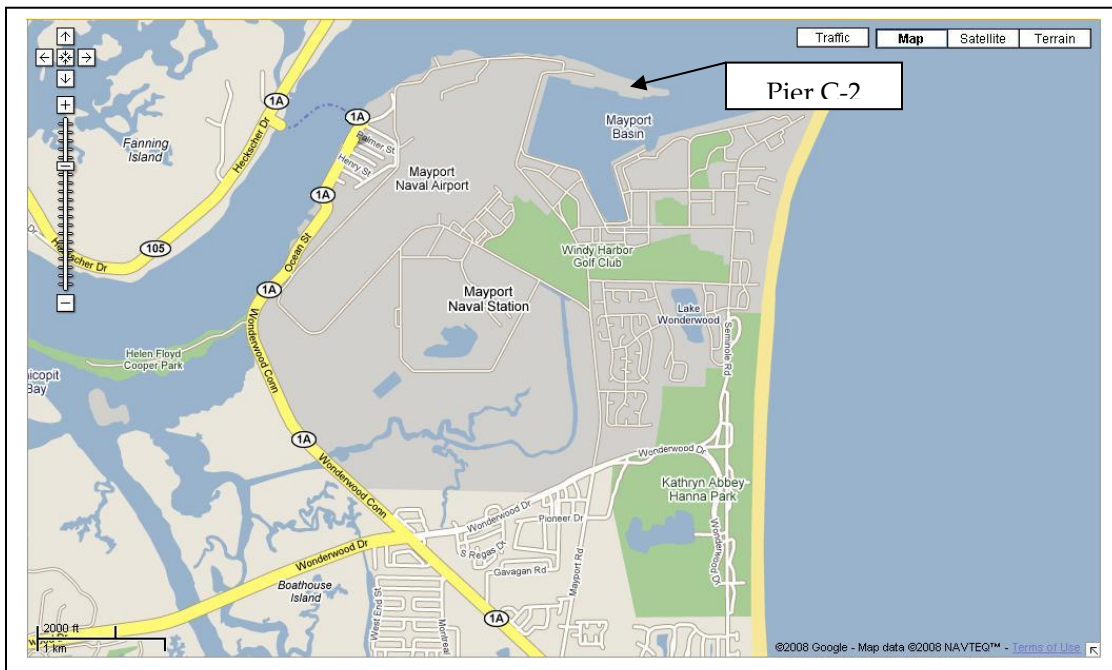 Traffic
Map
Satellite
Terrain
Pier C-2
1A
Heckscher Dr
Fanning
Island
1A
Palmer St
Henry St
Mayport
Basin
Mayport
Naval Airport
1A
105
Heckscher Dr
Ocean St
Windy Harbor
Golf Club
1A
Mayport
Naval Station
Lake
Wonderwood
Seminole Rd
Helen Floyd
Cooper Park
Wonderwood Conn
Bay
1A
Wonderwood Conn
Wonderwood Dr
Kathryn Abbey
Hanna Park
Wonderwood Dr
Pioneer Dr
Wonderwood Dr
Wonderwood Dr
S Regas Dr
Gavagan Rd
Mayport Rd
Boathouse
Island
West End St
Montreal
1A
2000 ft
1 km
©2008 Google - Map data ©2008 NAVTEQ™ - Terms of Use